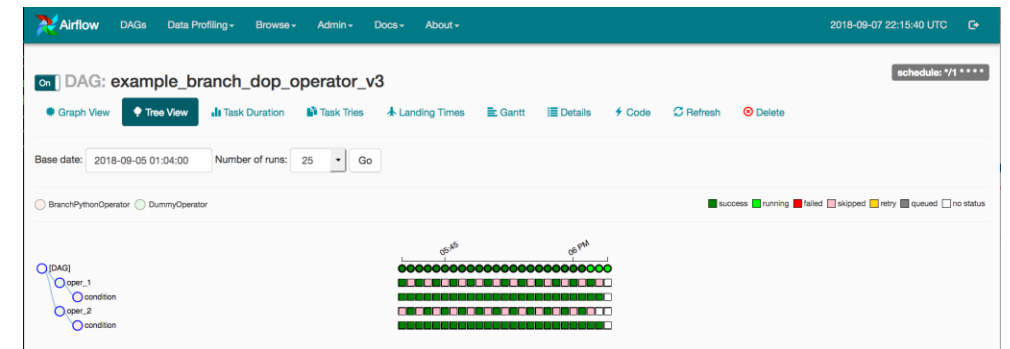 Airflow DAGs Data Profiling Browse Admin Docs About 2018-09-07 22:15:40 UTC
schedule: */1 * * * *
On DAG: example_branch_dop_operator_v3
Graph View Tree View Task Duration Task Tries Landing Times Gantt Details Code Refresh Delete
Base date: 2018-09-05 01:04:00 Number of runs: 25 Go
BranchPythonOperator DummyOperator success running failed skipped retry queued no status
05:45 06 PM
[DAG]
oper_1
condition
oper_2
condition